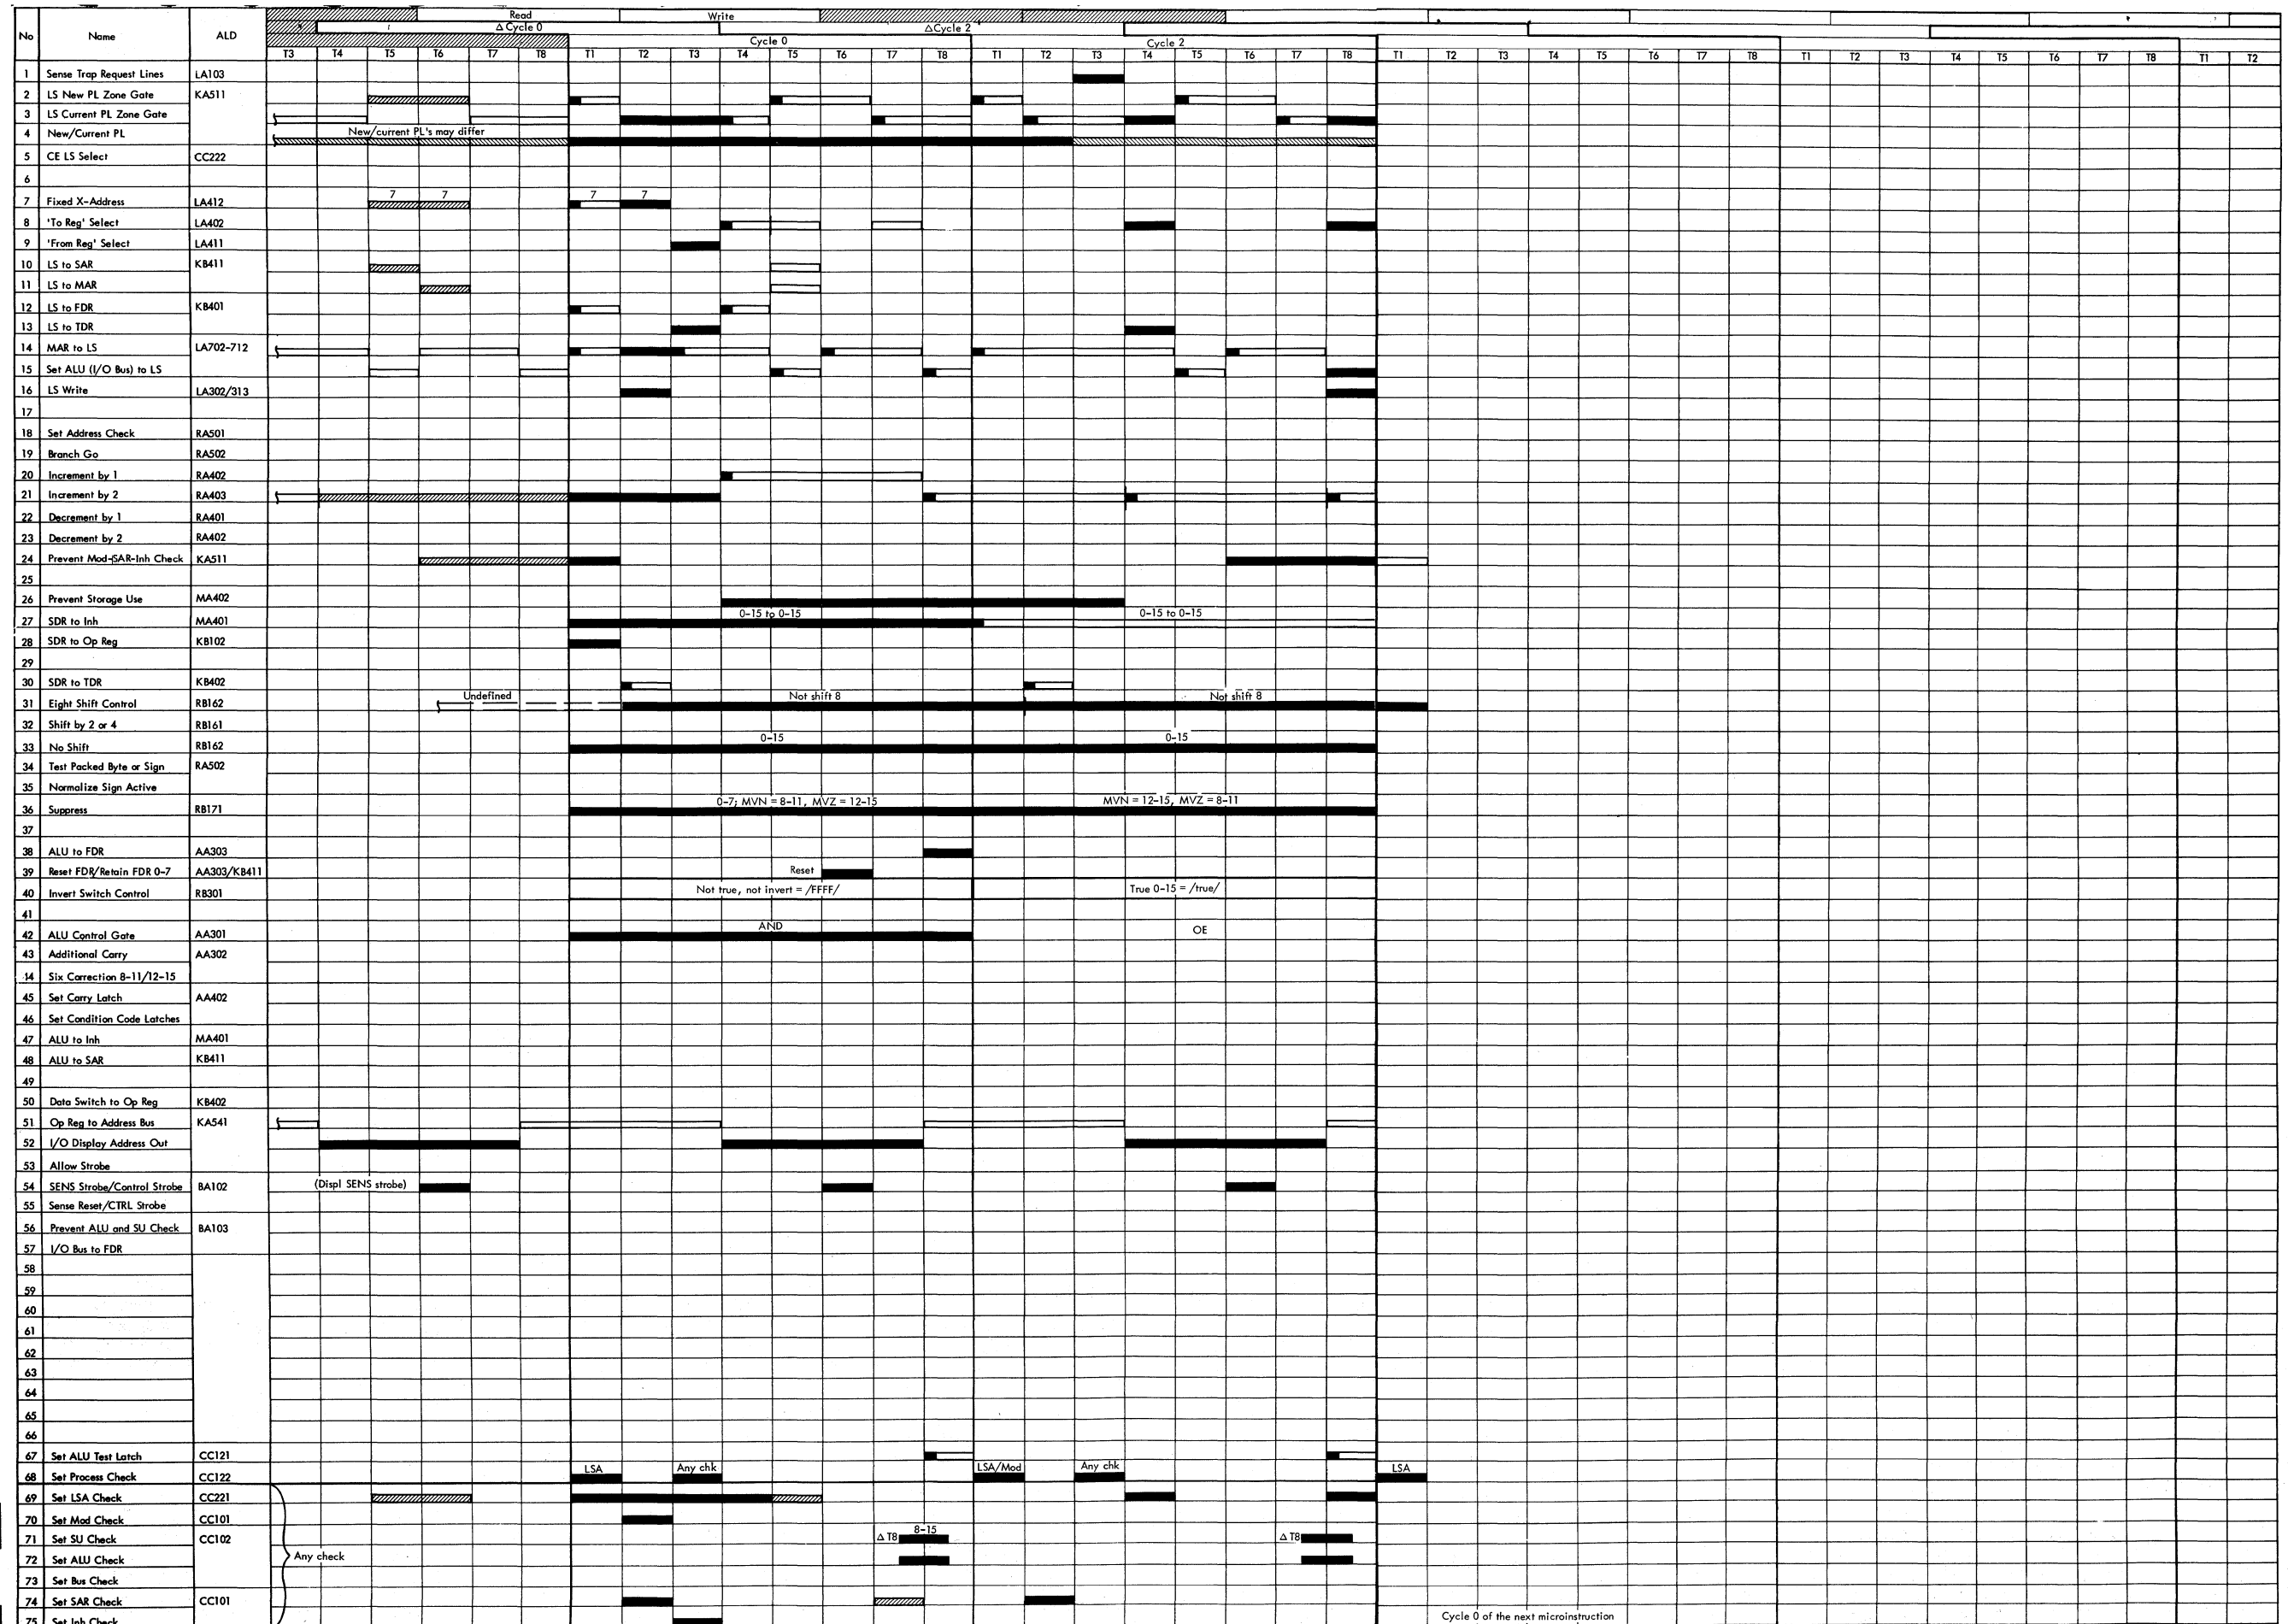 Read Write
Δ Cycle 0 ΔCycle 2
No Name ALD Cycle 0 Cycle 2
T3 T4 T5 T6 T7 T8 T1 T2 T3 T4 T5 T6 T7 T8 T1 T2 T3 T4 T5 T6 T7 T8 T1 T2 T3 T4 T5 T6 T7 T8 T1 T2 T3 T4 T5 T6 T7 T8 T1 T2
1 Sense Trap Request Lines LA103
2 LS New PL Zone Gate KA511
3 LS Current PL Zone Gate
4 New/Current PL New/current PL's may differ
5 CE LS Select CC222
6
7 Fixed X-Address LA412 7 7 7 7
8 'To Reg' Select LA402
9 'From Reg' Select LA411
10 LS to SAR KB411
11 LS to MAR
12 LS to FDR KB401
13 LS to TDR
14 MAR to LS LA702-712
15 Set ALU (I/O Bus) to LS
16 LS Write LA302/313
17
18 Set Address Check RA501
19 Branch Go RA502
20 Increment by 1 RA402
21 Increment by 2 RA403
22 Decrement by 1 RA401
23 Decrement by 2 RA402
24 Prevent Mod-SAR-Inh Check KA511
25
26 Prevent Storage Use MA402
27 SDR to Inh MA401 0-15 to 0-15 0-15 to 0-15
28 SDR to Op Reg KB102
29
30 SDR to TDR KB402
31 Eight Shift Control RB162 Undefined Not shift 8 Not shift 8
32 Shift by 2 or 4 RB161
33 No Shift RB162 0-15 0-15
34 Test Packed Byte or Sign RA502
35 Normalize Sign Active
36 Suppress RB171 0-7; MVN = 8-11, MVZ = 12-15 MVN = 12-15, MVZ = 8-11
37
38 ALU to FDR AA303
39 Reset FDR/Retain FDR 0-7 AA303/KB411 Reset
40 Invert Switch Control RB301 Not true, not invert = /FFFF/ True 0-15 = /true/
41
42 ALU Control Gate AA301 AND OE
43 Additional Carry AA302
44 Six Correction 8-11/12-15
45 Set Carry Latch AA402
46 Set Condition Code Latches
47 ALU to Inh MA401
48 ALU to SAR KB411
49
50 Data Switch to Op Reg KB402
51 Op Reg to Address Bus KA541
52 I/O Display Address Out
53 Allow Strobe
54 SENS Strobe/Control Strobe BA102 (Displ SENS strobe)
55 Sense Reset/CTRL Strobe
56 Prevent ALU and SU Check BA103
57 I/O Bus to FDR
58
59
60
61
62
63
64
65
66
67 Set ALU Test Latch CC121
68 Set Process Check CC122 LSA Any chk LSA/Mod Any chk LSA
69 Set LSA Check CC221
70 Set Mod Check CC101
71 Set SU Check CC102 Δ T8 8-15 Δ T8
72 Set ALU Check Any check
73 Set Bus Check
74 Set SAR Check CC101
75 Set Inh Check Cycle 0 of the next microinstruction